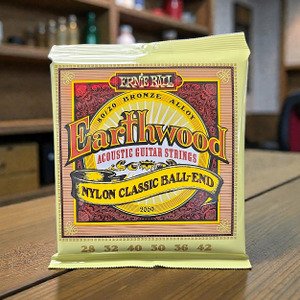 ERNIE BALL
80/20 BRONZE ALLOY
Earthwood
ACOUSTIC GUITAR STRINGS
NYLON CLASSIC BALL-END
2069
28 32 40 30 36 42